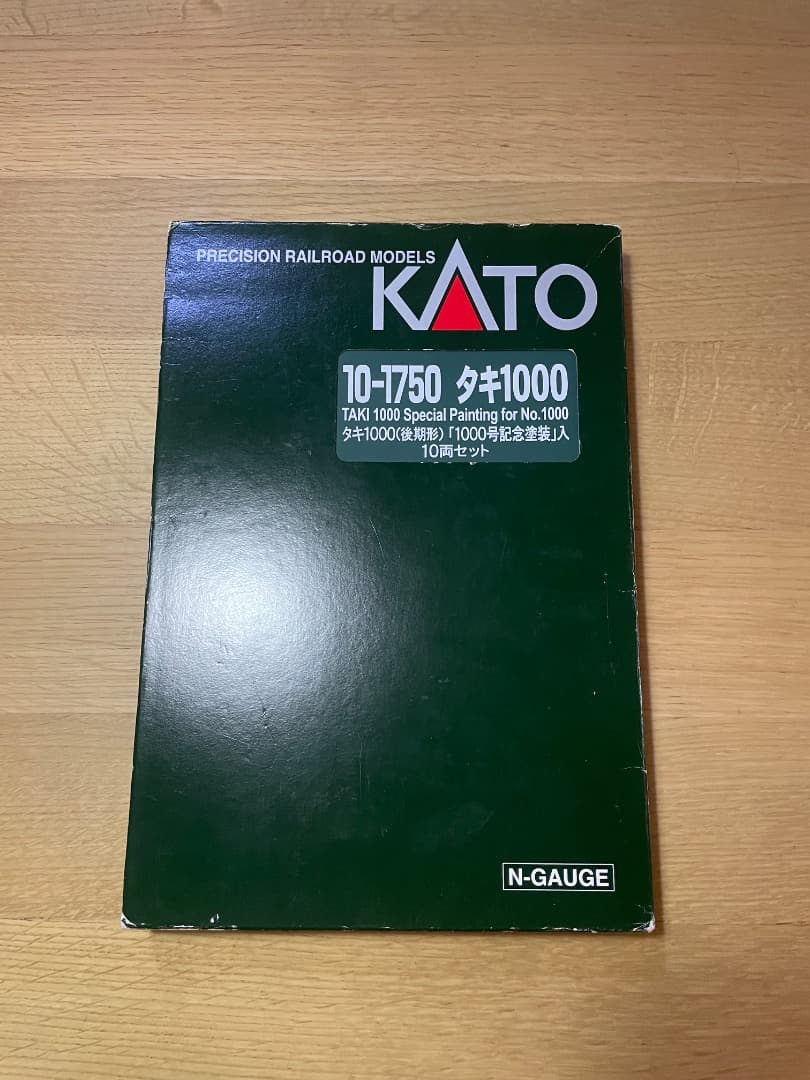 PRECISION RAILROAD MODELS
KATO
10-1750 タキ1000
TAKI 1000 Special Painting for No.1000
タキ1000(後期形)「1000号記念塗装」入
10両セット
N-GAUGE